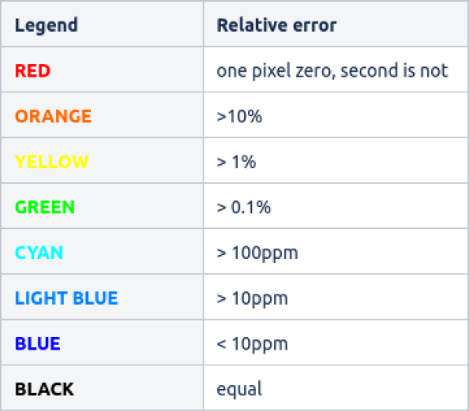 Legend Relative error
RED one pixel zero, second is not
ORANGE >10%
YELLOW > 1%
GREEN > 0.1%
CYAN > 100ppm
LIGHT BLUE > 10ppm
BLUE < 10ppm
BLACK equal